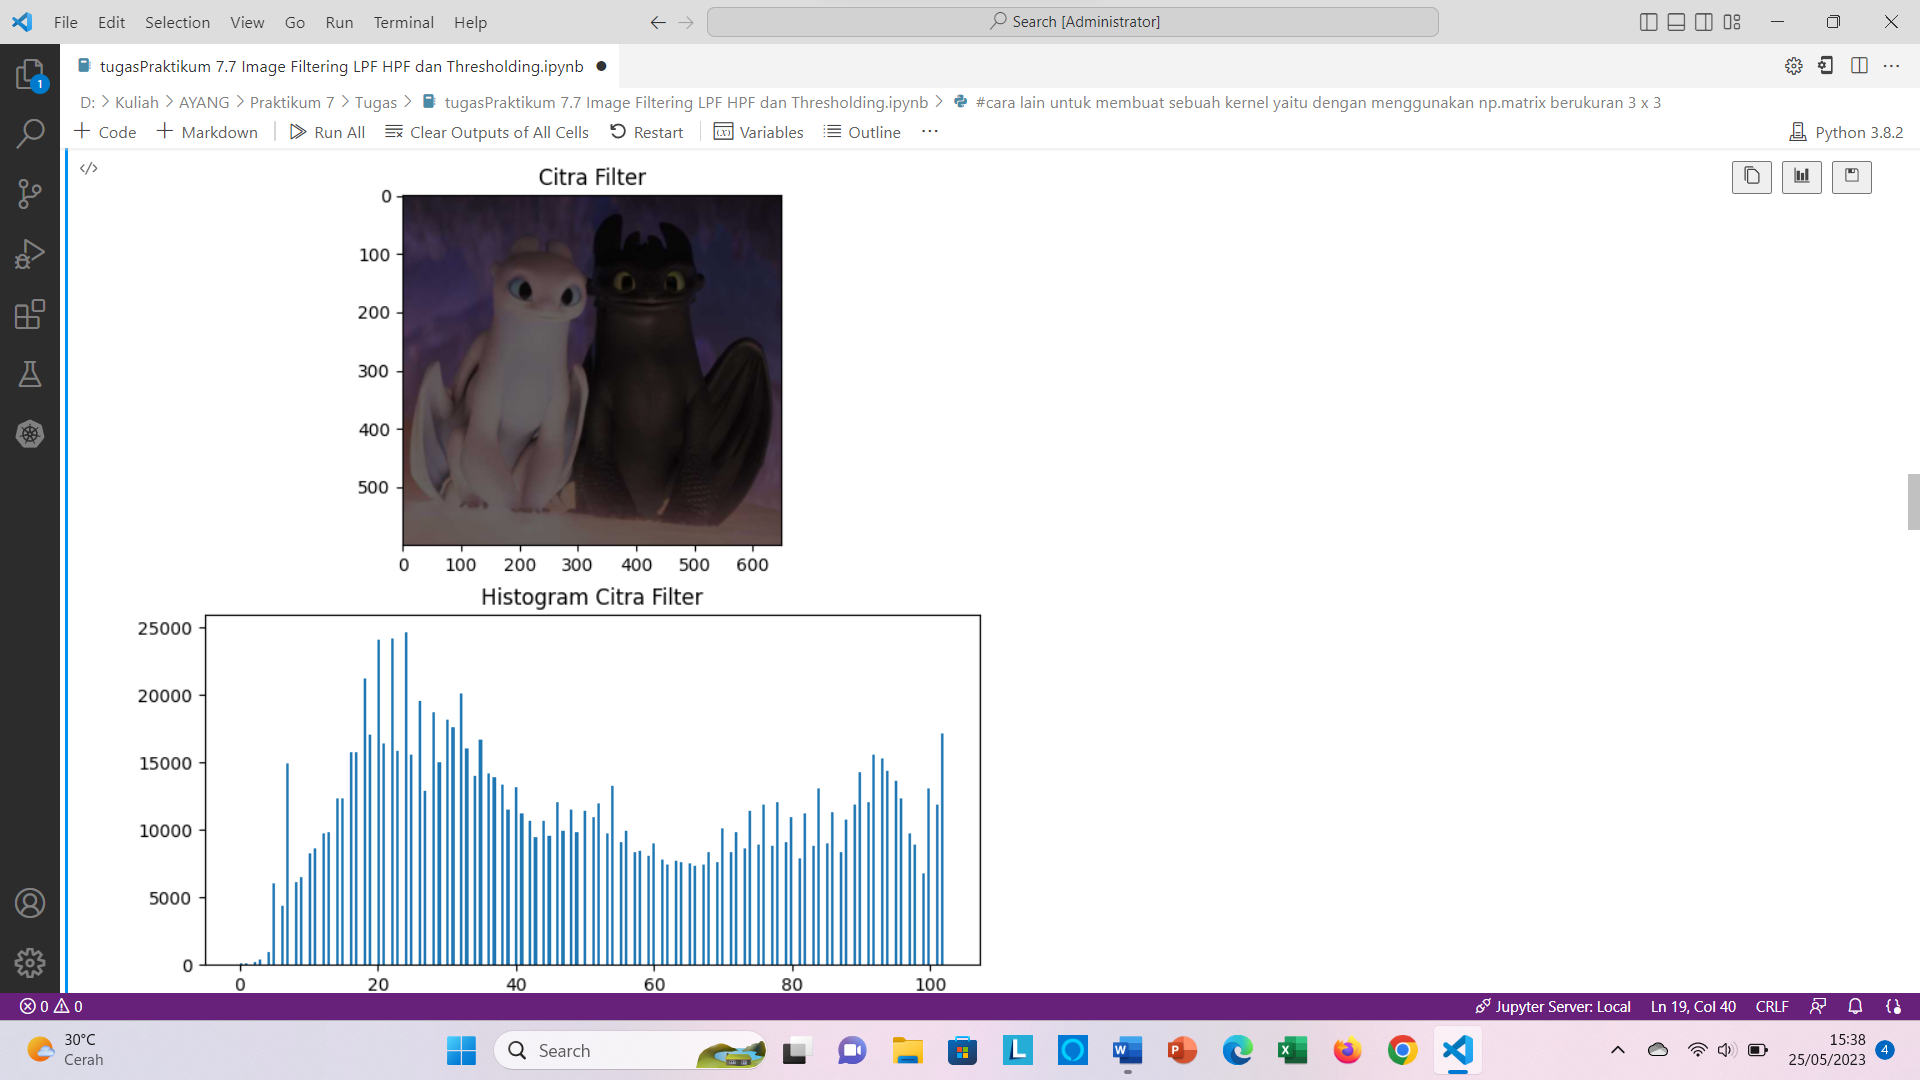 File Edit Selection View Go Run Terminal Help
Search [Administrator]
tugasPraktikum 7.7 Image Filtering LPF HPF dan Thresholding.ipynb
D: > Kuliah > AYANG > Praktikum 7 > Tugas > tugasPraktikum 7.7 Image Filtering LPF HPF dan Thresholding.ipynb > #cara lain untuk membuat sebuah kernel yaitu dengan menggunakan np.matrix berukuran 3 x 3
+ Code + Markdown Run All Clear Outputs of All Cells Restart Variables Outline ... Python 3.8.2
1
Citra Filter
0
100
200
300
400
500
0 100 200 300 400 500 600
Histogram Citra Filter
25000
20000
15000
10000
5000
0
0 20 40 60 80 100
0 0 Jupyter Server: Local Ln 19, Col 40 CRLF
30°C
Cerah
Search
15:38
25/05/2023
4